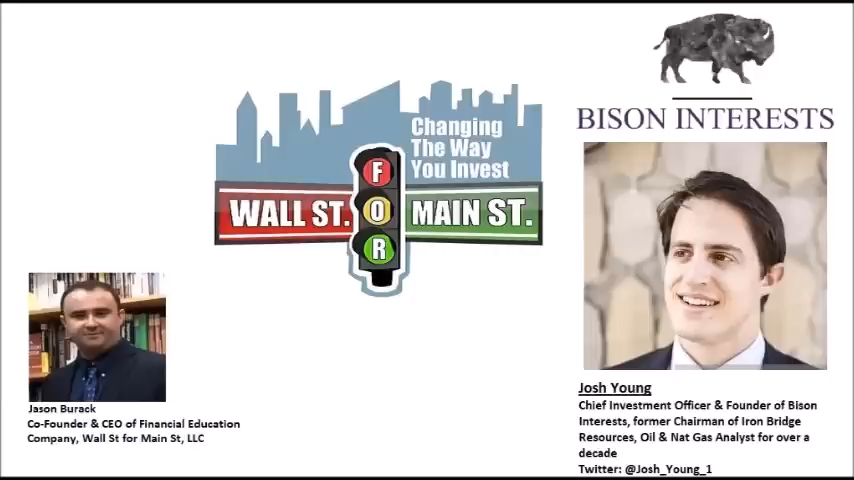 Changing
The Way
You Invest
WALL ST. FOR MAIN ST.
Jason Burack
Co-Founder & CEO of Financial Education
Company, Wall St for Main St, LLC
BISON INTERESTS
Josh Young
Chief Investment Officer & Founder of Bison
Interests, former Chairman of Iron Bridge
Resources, Oil & Nat Gas Analyst for over a
decade
Twitter: @Josh_Young_1